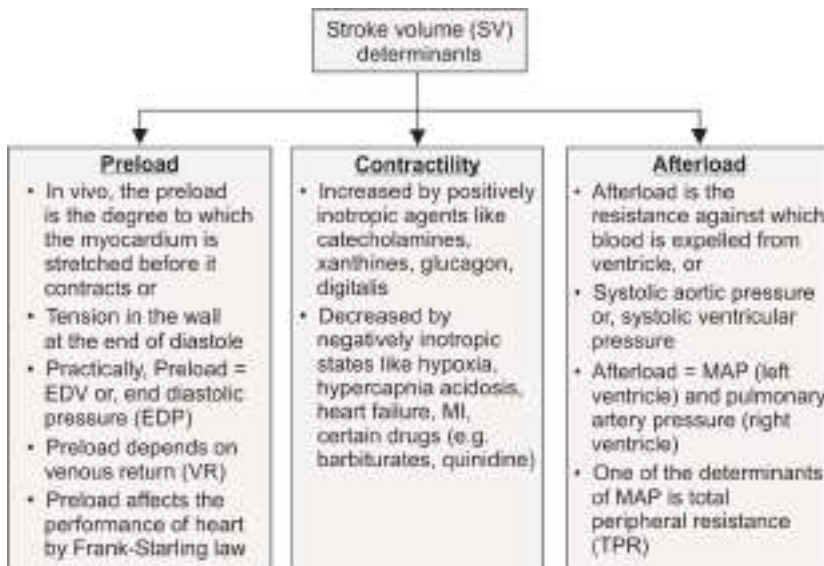 Stroke volume (SV)
determinants
Preload
• In vivo, the preload
is the degree to which
the myocardium is
stretched before it
contracts or
• Tension in the wall
at the end of diastole
• Practically, Preload =
EDV or, end diastolic
pressure (EDP)
• Preload depends on
venous return (VR)
• Preload affects the
performance of heart
by Frank-Starling law
Contractility
• Increased by positively
inotropic agents like
catecholamines,
xanthines, glucagon,
digitalis
• Decreased by
negatively inotropic
states like hypoxia,
hypercapnia acidosis,
heart failure, MI,
certain drugs (e.g.
barbiturates, quinidine)
Afterload
• Afterload is the
resistance against which
blood is expelled from
ventricle, or
• Systolic aortic pressure
or, systolic ventricular
pressure
• Afterload = MAP (left
ventricle) and pulmonary
artery pressure (right
ventricle)
• One of the determinants
of MAP is total
peripheral resistance
(TPR)